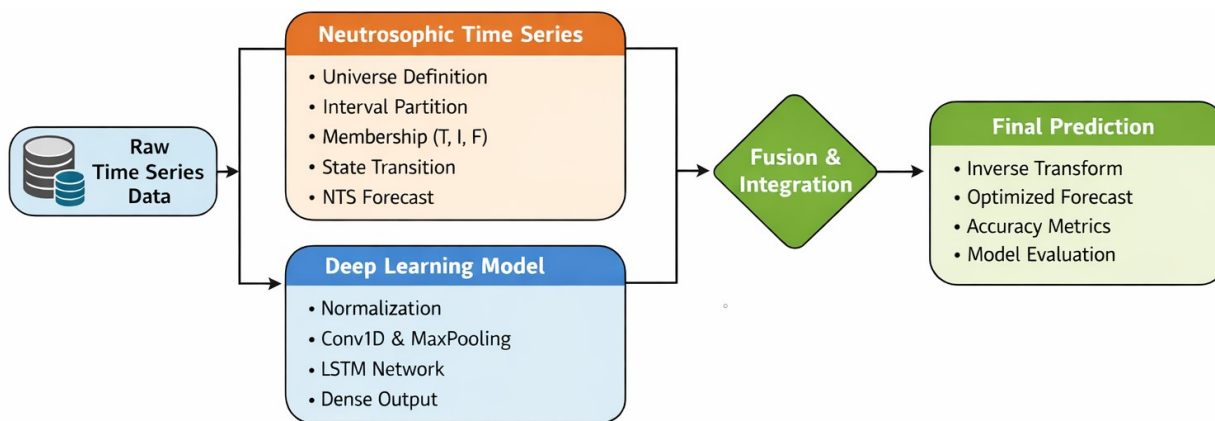 Raw
Time Series
Data
Neutrosophic Time Series
• Universe Definition
• Interval Partition
• Membership (T, I, F)
• State Transition
• NTS Forecast
Deep Learning Model
• Normalization
• Conv1D & MaxPooling
• LSTM Network
• Dense Output
Fusion &
Integration
Final Prediction
• Inverse Transform
• Optimized Forecast
• Accuracy Metrics
• Model Evaluation